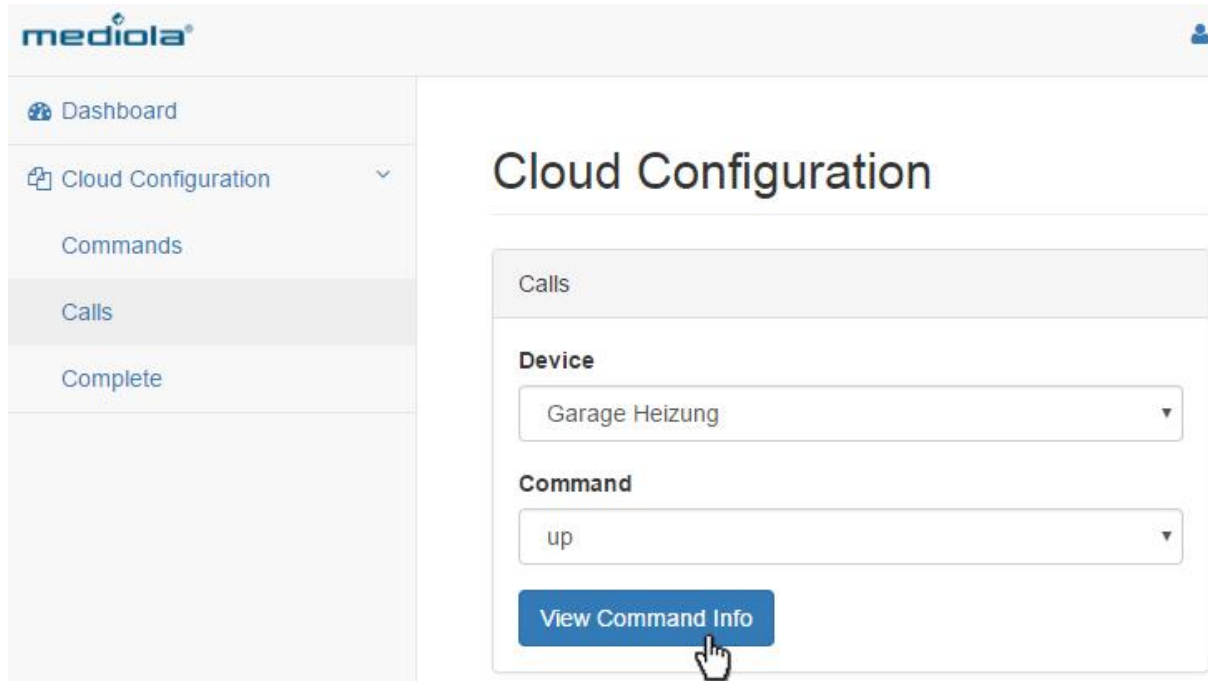 mediola®
Dashboard
Cloud Configuration
Commands
Calls
Complete
Cloud Configuration
Calls
Device
Garage Heizung
Command
up
View Command Info